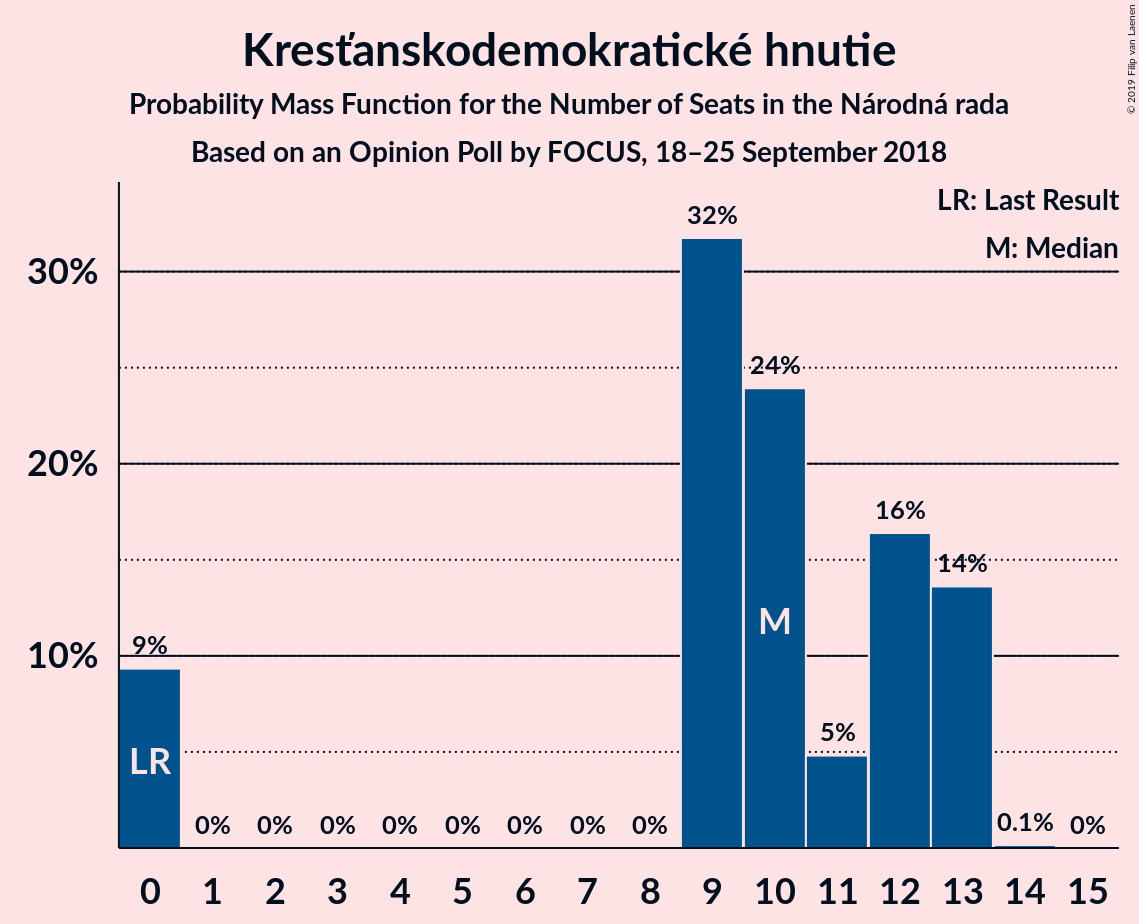 Kresťanskodemokratické hnutie
Probability Mass Function for the Number of Seats in the Národná rada
Based on an Opinion Poll by FOCUS, 18–25 September 2018
© 2019 Filip van Laenen
LR: Last Result
M: Median
30%
20%
10%
9%
0%
0%
0%
0%
0%
0%
0%
0%
32%
24%
5%
16%
14%
0.1%
0%
LR
M
0 1 2 3 4 5 6 7 8 9 10 11 12 13 14 15